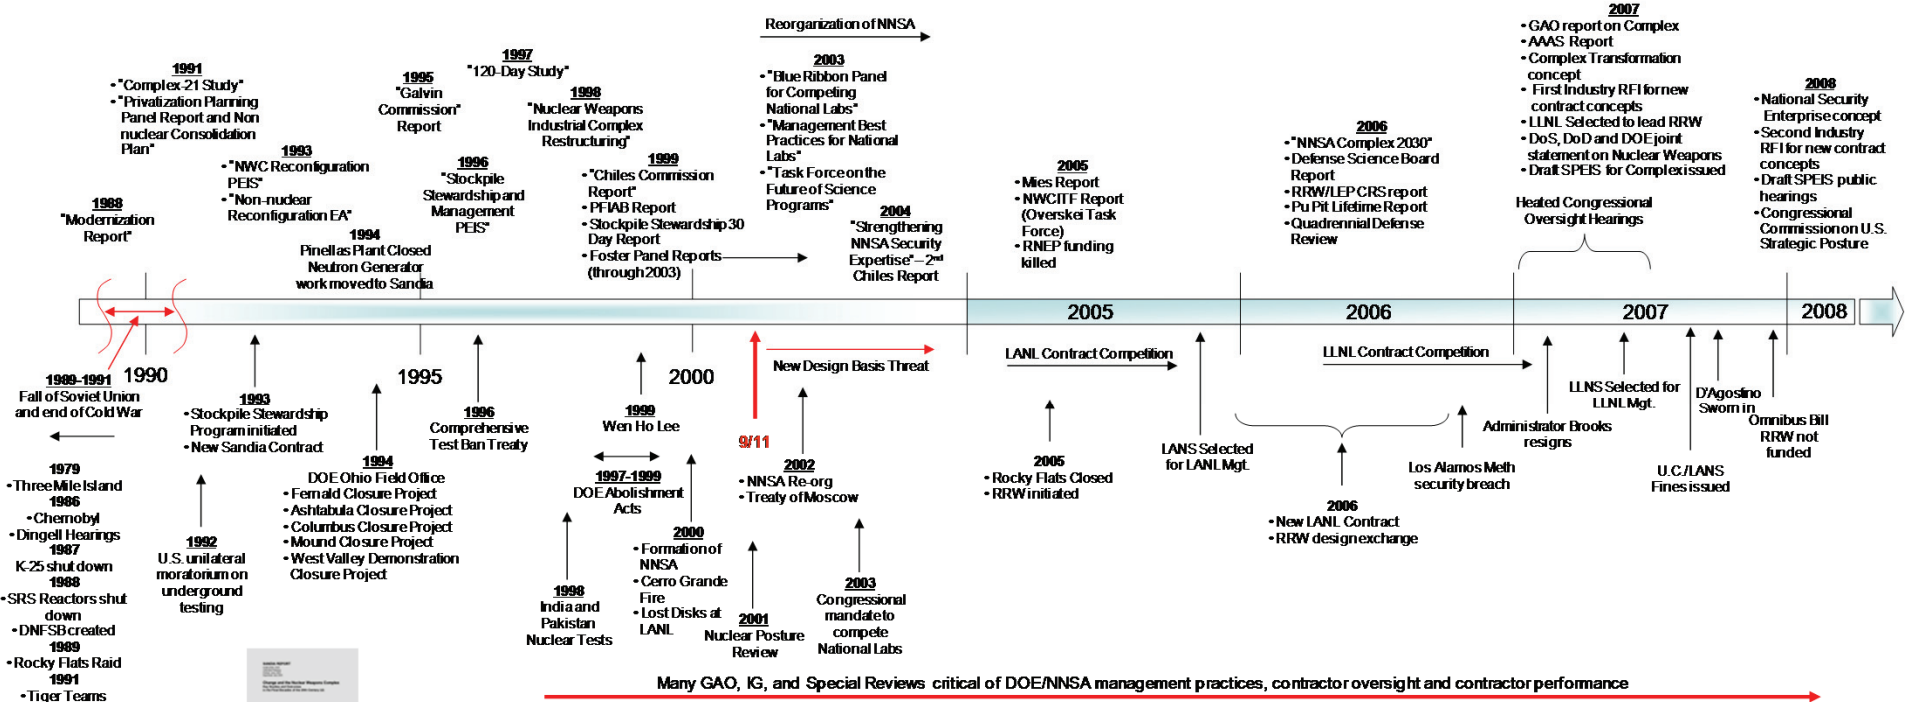 Reorganization of NNSA
1988
"Modernization
Report"
1991
• "Complex-21 Study"
• "Privatization Planning
Panel Report and Non
nuclear Consolidation
Plan"
1993
• "NWC Reconfiguration
PEIS"
• "Non-nuclear
Reconfiguration EA"
1994
Pinellas Plant Closed
Neutron Generator
work moved to Sandia
1995
"Galvin
Commission"
Report
1996
"Stockpile
Stewardship and
Management
PEIS"
1997
"120-Day Study"
1998
"Nuclear Weapons
Industrial Complex
Restructuring"
1999
• "Chiles Commission
Report"
• PFIAB Report
• Stockpile Stewardship 30
Day Report
• Foster Panel Reports
(through 2003)
2003
• "Blue Ribbon Panel
for Competing
National Labs"
• "Management Best
Practices for National
Labs"
• "Task Force on the
Future of Science
Programs"
2004
"Strengthening
NNSA Security
Expertise" – 2nd
Chiles Report
2005
• Mies Report
• NWCITF Report
(Overskei Task
Force)
• RNEP funding
killed
2006
• "NNSA Complex 2030"
• Defense Science Board
Report
• RRW/LEP CRS report
• Pu Pit Lifetime Report
• Quadrennial Defense
Review
2007
• GAO report on Complex
• AAAS Report
• Complex Transformation
concept
• First Industry RFI for new
contract concepts
• LLNL Selected to lead RRW
• DoS, DoD and DOE joint
statement on Nuclear Weapons
• Draft SPEIS for Complex issued
Heated Congressional
Oversight Hearings
2008
• National Security
Enterprise concept
• Second Industry
RFI for new contract
concepts
• Draft SPEIS public
hearings
• Congressional
Commission on U.S.
Strategic Posture
2005
2006
2007
2008
1990
1995
2000
1989-1991
Fall of Soviet Union
and end of Cold War
1979
• Three Mile Island
1986
• Chernobyl
• Dingell Hearings
1987
K-25 shut down
1988
• SRS Reactors shut
down
• DNFSB created
1989
• Rocky Flats Raid
1991
• Tiger Teams
1993
• Stockpile Stewardship
Program initiated
• New Sandia Contract
1992
U.S. unilateral
moratorium on
underground
testing
1994
DOE Ohio Field Office
• Fernald Closure Project
• Ashtabula Closure Project
• Columbus Closure Project
• Mound Closure Project
• West Valley Demonstration
Closure Project
1996
Comprehensive
Test Ban Treaty
1998
India and
Pakistan
Nuclear Tests
1999
Wen Ho Lee
1997-1999
DOE Abolishment
Acts
2000
• Formation of
NNSA
• Cerro Grande
Fire
• Lost Disks at
LANL
9/11
New Design Basis Threat
2001
Nuclear Posture
Review
2002
• NNSA Re-org
• Treaty of Moscow
2003
Congressional
mandate to
compete
National Labs
LANL Contract Competition
2005
• Rocky Flats Closed
• RRW initiated
LANS Selected
for LANL Mgt.
LLNL Contract Competition
2006
• New LANL Contract
• RRW design exchange
Los Alamos Meth
security breach
Administrator Brooks
resigns
LLNS Selected for
LLNL Mgt.
U.C./LANS
Fines issued
D'Agostino
Sworn in
Omnibus Bill
RRW not
funded
Many GAO, IG, and Special Reviews critical of DOE/NNSA management practices, contractor oversight and contractor performance